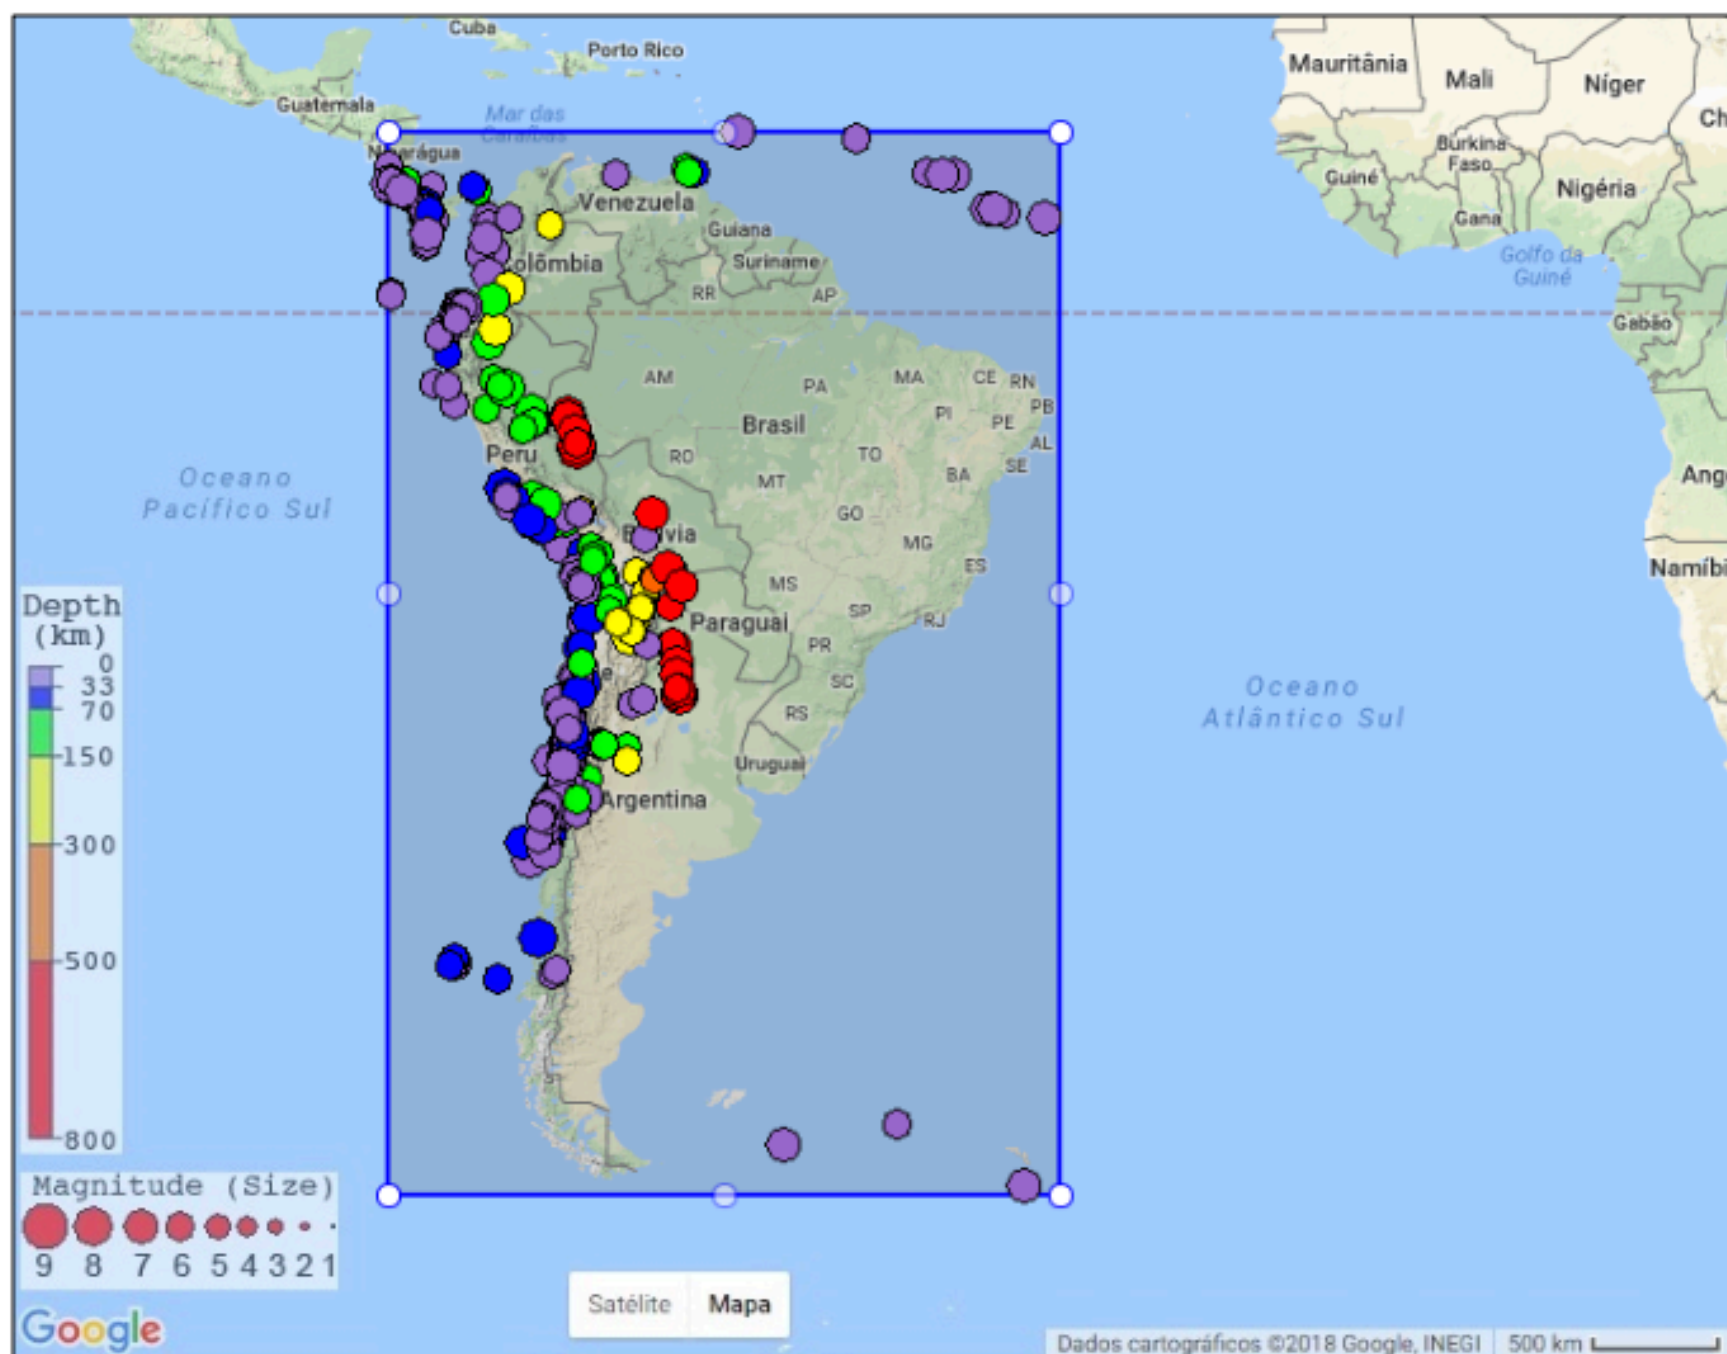 Cuba
Porto Rico
Mauritânia
Mali
Níger
Guatemala
Mar das
Caraíbas
Ch
Nicarágua
Burkina
Faso
Guiné
Nigéria
Venezuela
Gana
Guiana
Golfo da
Guiné
olômbia
Suriname
RR
AP
Gabão
AM
PA
MA
CE
RN
PI
PE
PB
Brasil
AL
Peru
RO
TO
SE
Oceano
Pacífico Sul
MT
BA
Ang
GO
MG
ES
Namíbi
MS
SP
RJ
Paraguai
PR
e
SC
Oceano
Atlântico Sul
RS
Uruguai
Argentina
Depth
(km)
0
33
70
150
300
500
800
Magnitude (Size)
9 8 7 6 5 4 3 2 1
Google
Satélite Mapa
Dados cartográficos ©2018 Google, INEGI 500 km